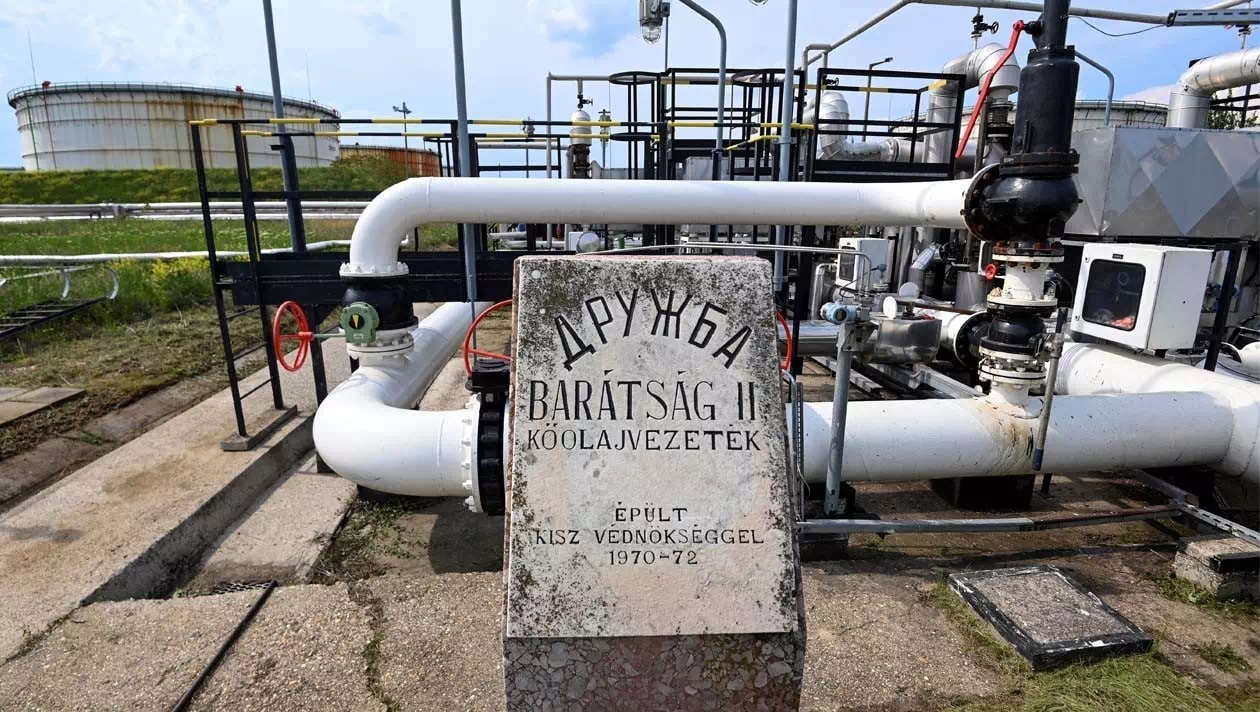 ДРУЖБА
BARÁTSÁG II
KŐOLAJVEZETÉK
ÉPÜLT
KISZ VÉDNÖKSÉGGEL
1970-72